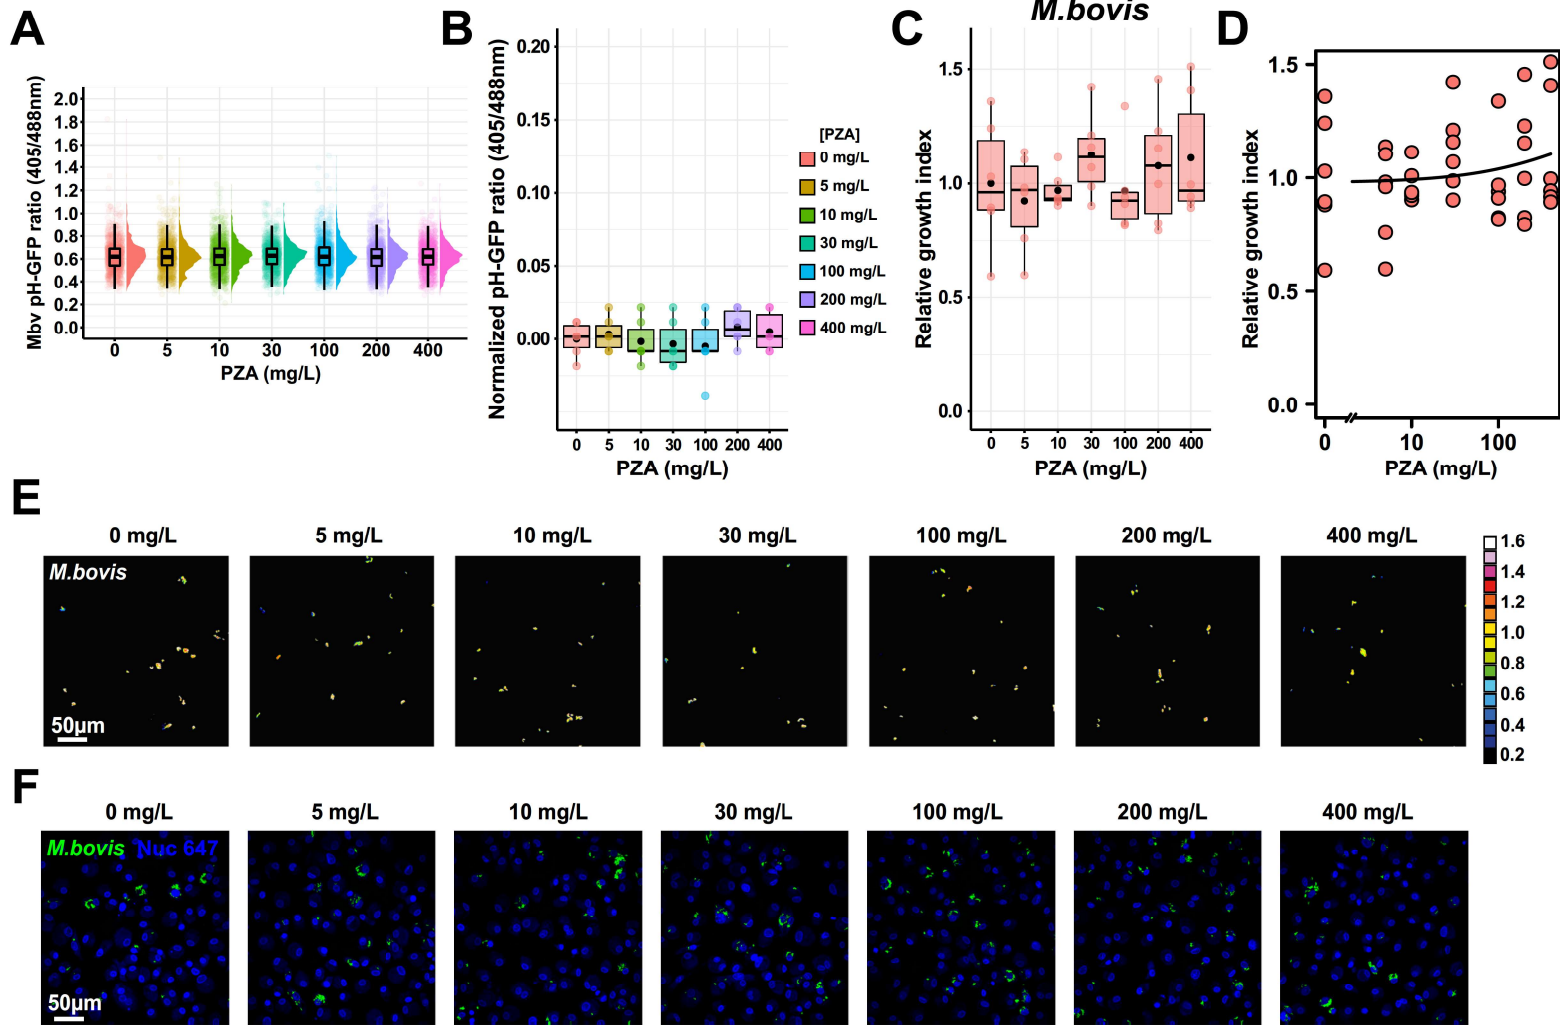 A
Mbv pH-GFP ratio (405/488nm)
2.0
1.8
1.6
1.4
1.2
1.0
0.8
0.6
0.4
0.2
0.0
0 5 10 30 100 200 400
PZA (mg/L)
B
Normalized pH-GFP ratio (405/488nm)
0.20
0.15
0.10
0.05
0.00
0 5 10 30 100 200 400
PZA (mg/L)
[PZA]
0 mg/L
5 mg/L
10 mg/L
30 mg/L
100 mg/L
200 mg/L
400 mg/L
C
M.bovis
Relative growth index
1.5
1.0
0.5
0.0
0 5 10 30 100 200 400
PZA (mg/L)
D
Relative growth index
1.5
1.0
0.5
0.0
0 10 100
PZA (mg/L)
E
0 mg/L 5 mg/L 10 mg/L 30 mg/L 100 mg/L 200 mg/L 400 mg/L
M.bovis
50µm
1.6
1.4
1.2
1.0
0.8
0.6
0.4
0.2
F
0 mg/L 5 mg/L 10 mg/L 30 mg/L 100 mg/L 200 mg/L 400 mg/L
M.bovis Nuc 647
50µm